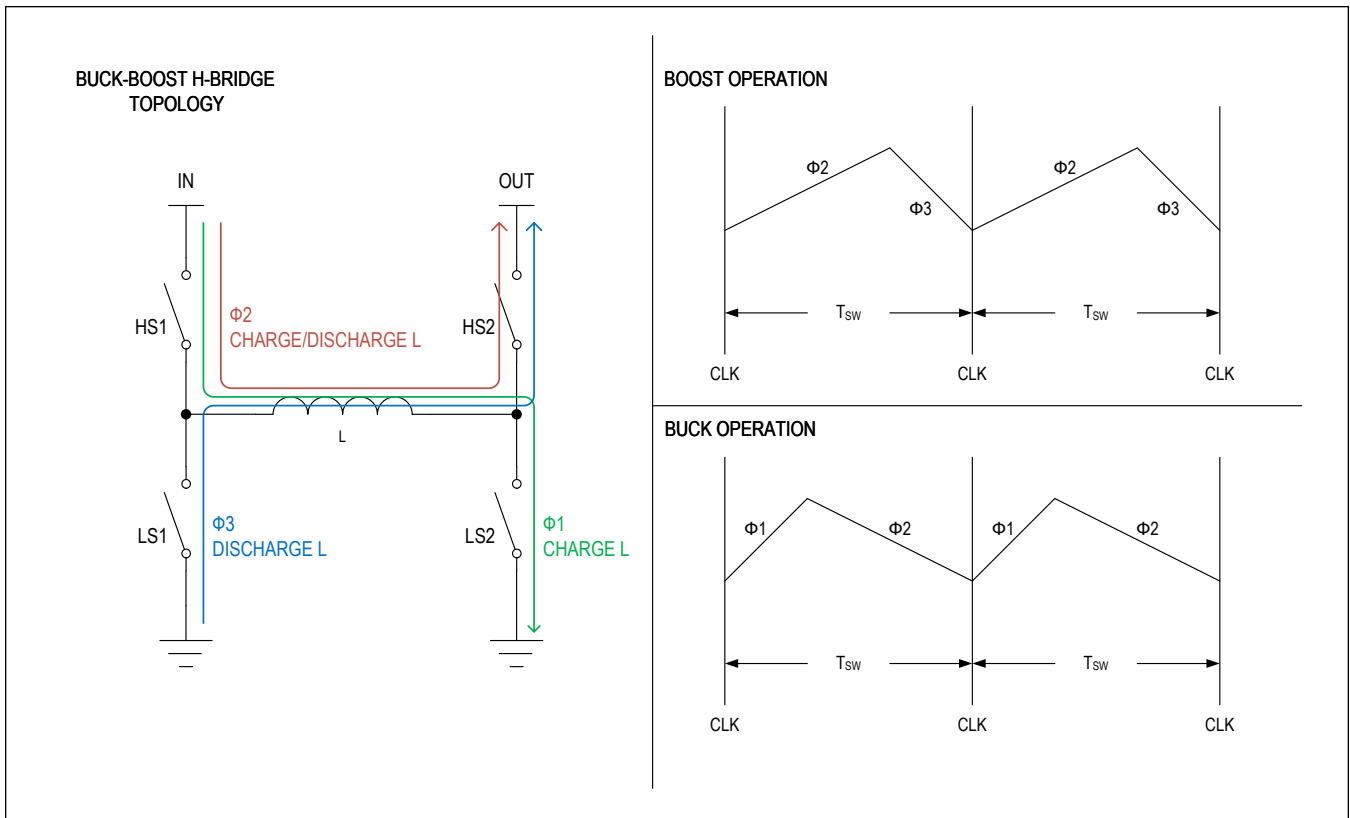 BUCK-BOOST H-BRIDGE
TOPOLOGY
IN
OUT
HS1
Φ2
CHARGE/DISCHARGE L
HS2
L
LS1
Φ3
DISCHARGE L
LS2
Φ1
CHARGE L
BOOST OPERATION
Φ2
Φ3
Φ2
Φ3
TSW
TSW
CLK
CLK
CLK
BUCK OPERATION
Φ1
Φ2
Φ1
Φ2
TSW
TSW
CLK
CLK
CLK